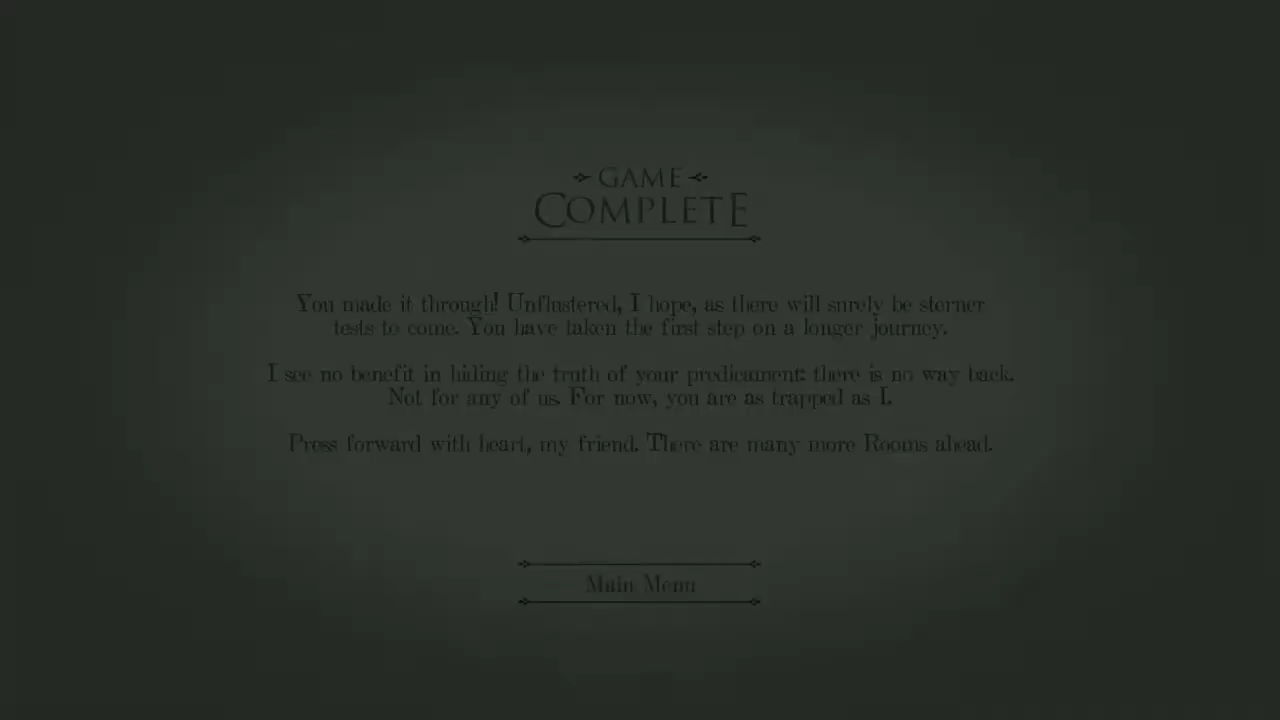 GAME
COMPLETE
You made it through! Unflustered, I hope, as there will surely be sterner
tests to come. You have taken the first step on a longer journey.
I see no benefit in hiding the truth of your predicament: there is no way back.
Not for any of us. For now, you are as trapped as I.
Press forward with heart, my friend. There are many more Rooms ahead.
Main Menu